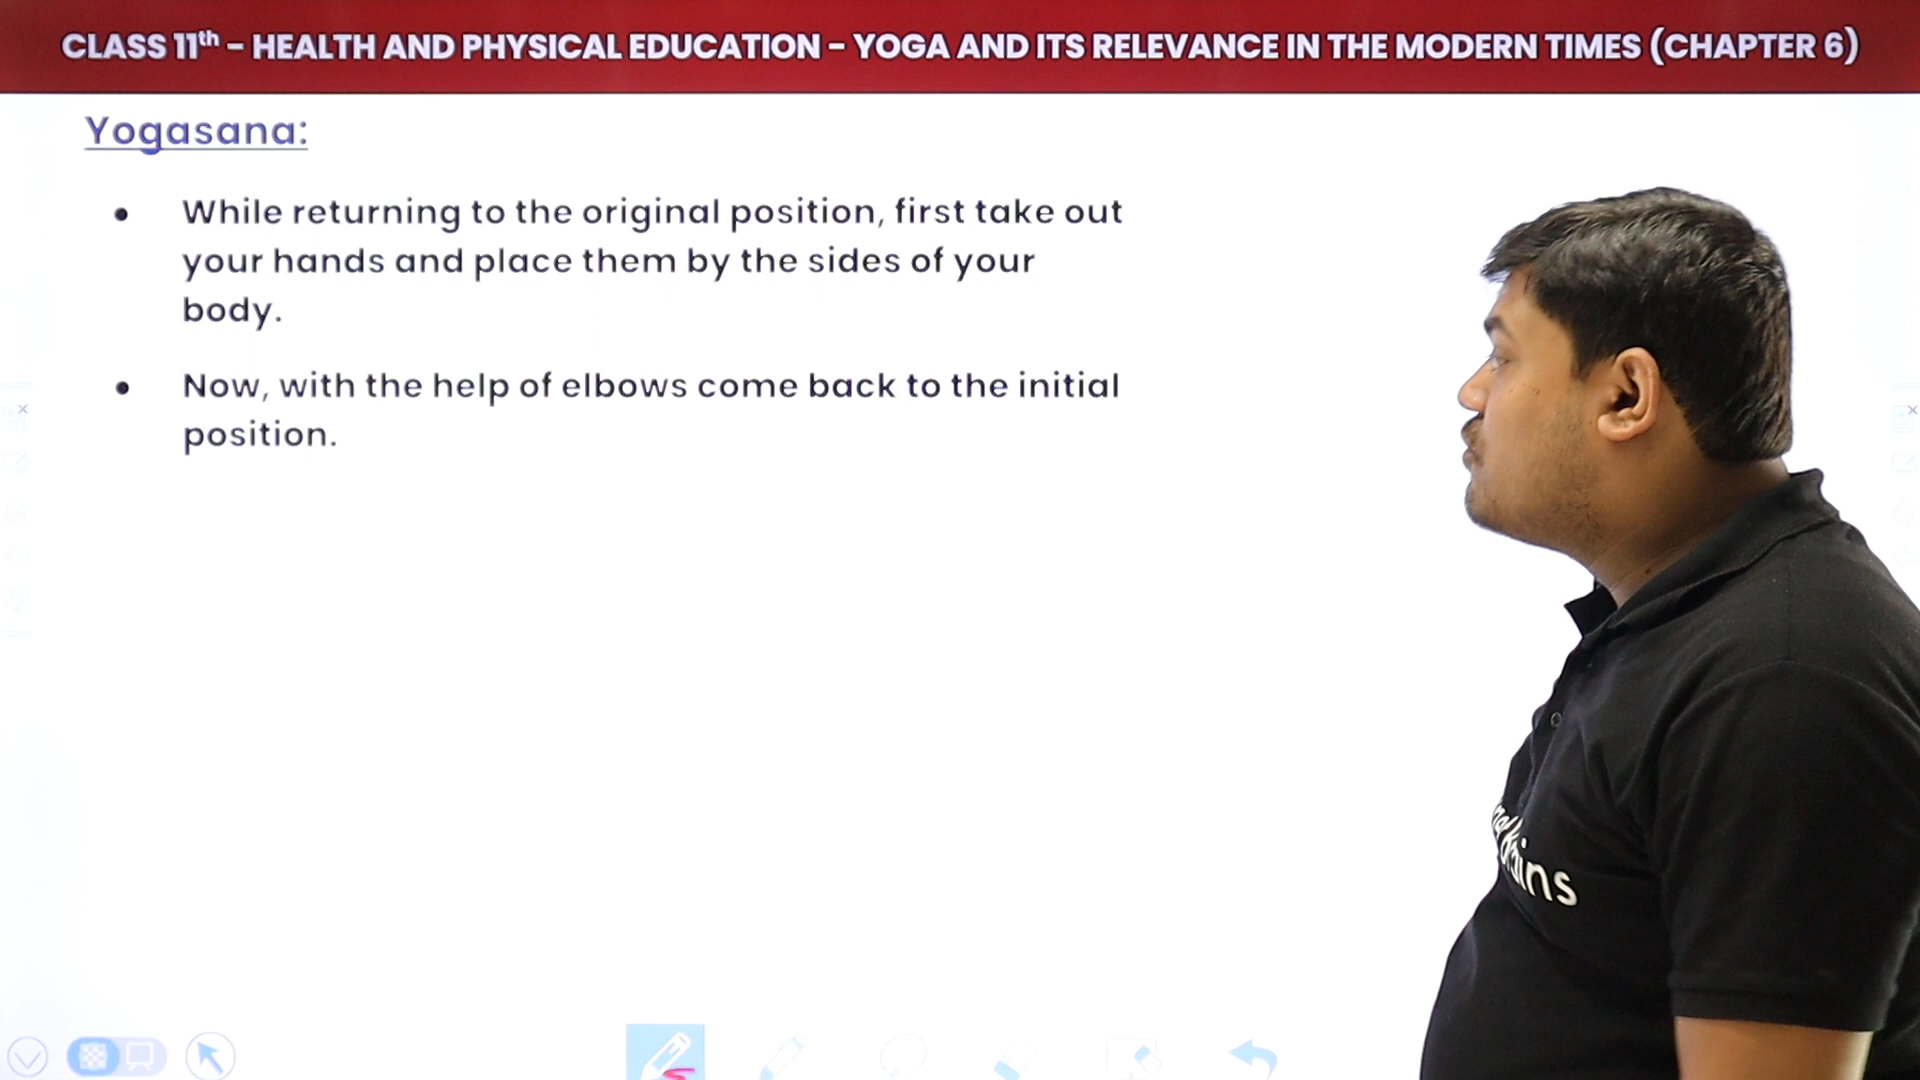 CLASS 11th – HEALTH AND PHYSICAL EDUCATION – YOGA AND ITS RELEVANCE IN THE MODERN TIMES (CHAPTER 6)
Yogasana:
• While returning to the original position, first take out
your hands and place them by the sides of your
body.
• Now, with the help of elbows come back to the initial
position.